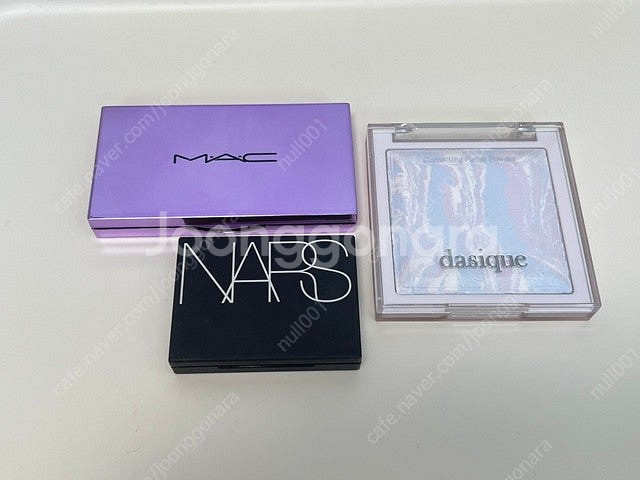 MAC
Correcting Finish Powder
dasique
NARS
Joonggonara
cafe.naver.com/joonggonara
null001